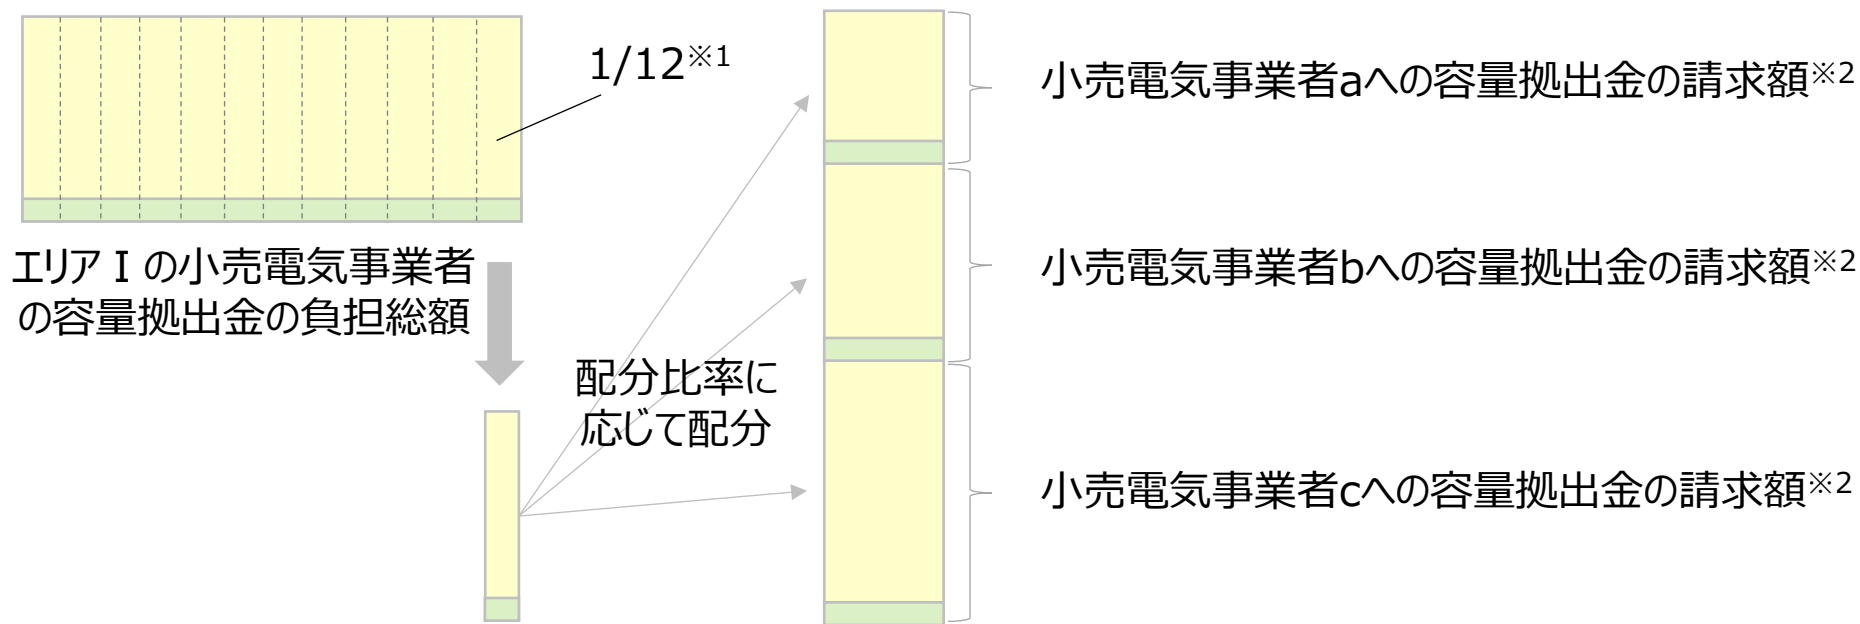 1/12※1
小売電気事業者aへの容量拠出金の請求額※2
エリアⅠの小売電気事業者
の容量拠出金の負担総額
小売電気事業者bへの容量拠出金の請求額※2
配分比率に
応じて配分
小売電気事業者cへの容量拠出金の請求額※2